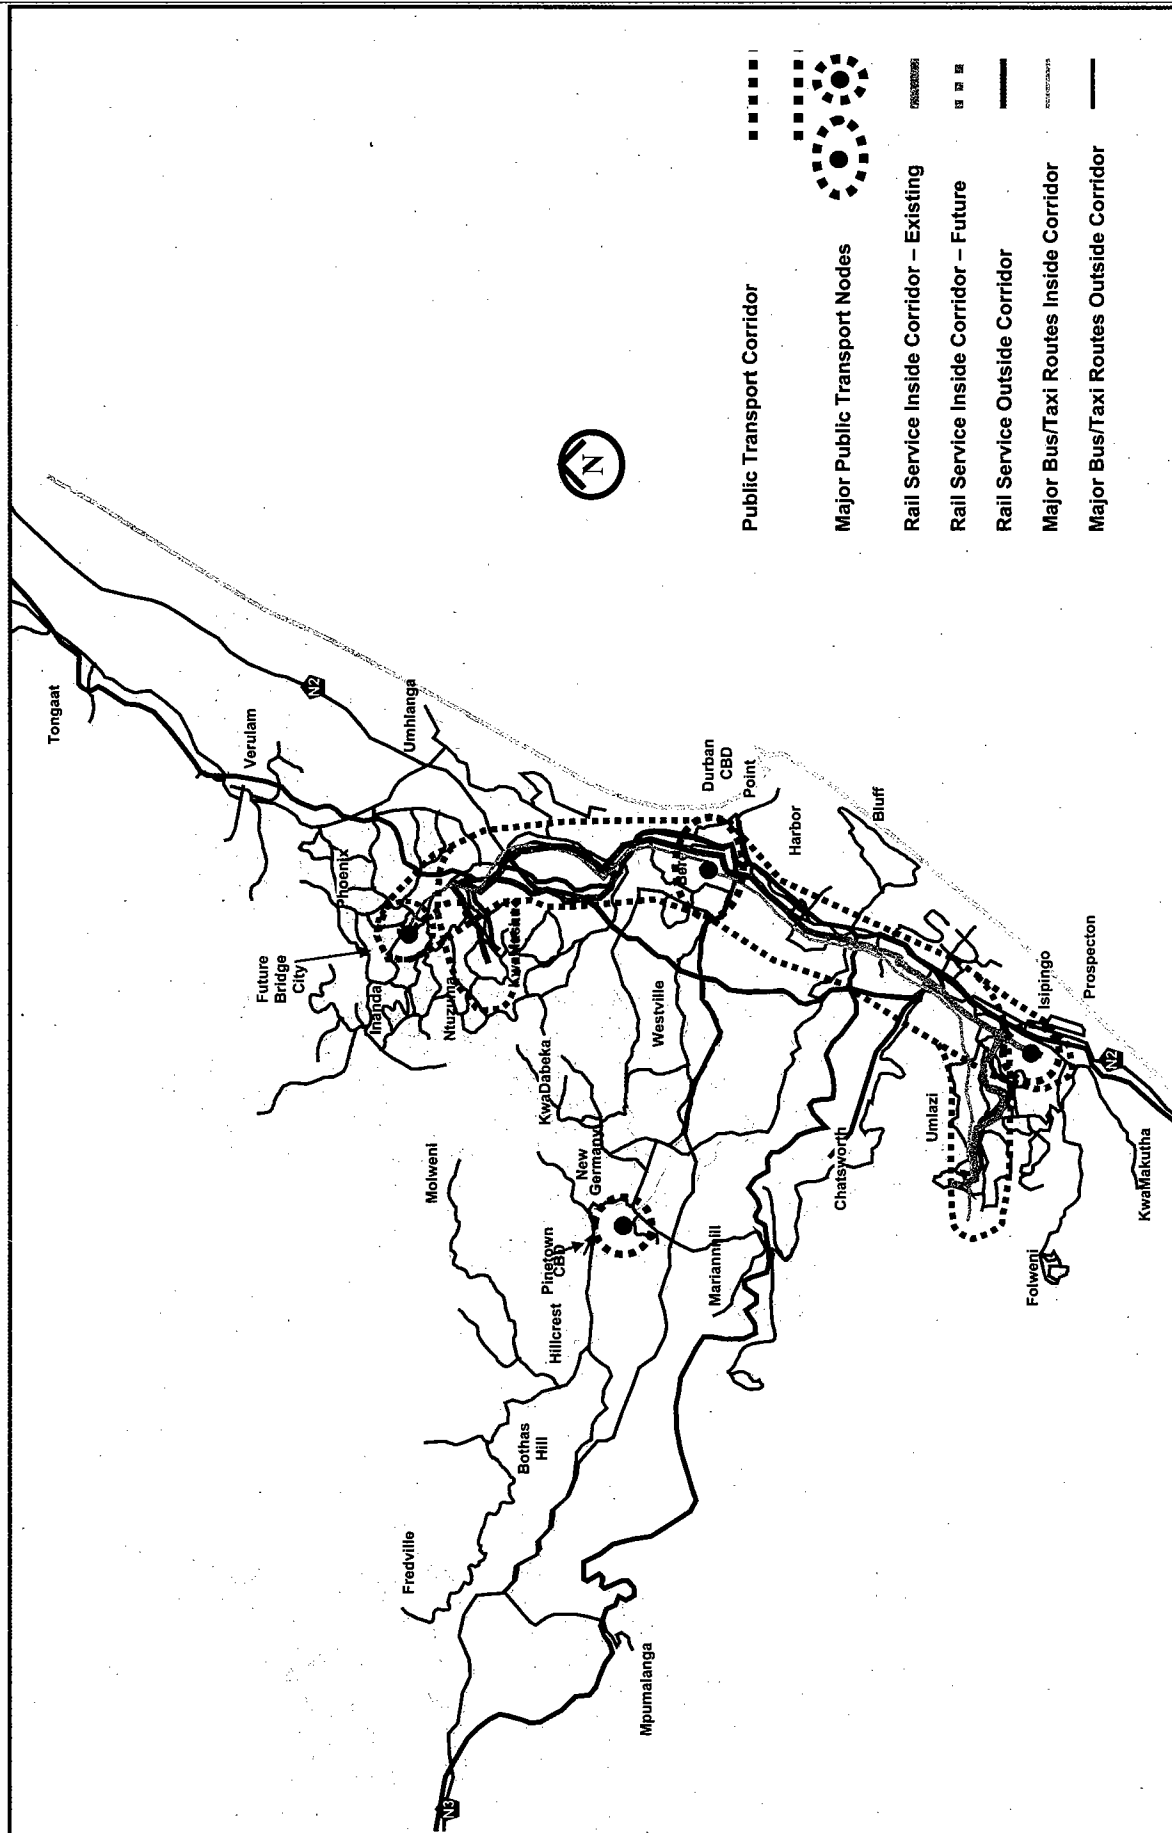 Tongaat
Verulam
N2
Umhlanga
Phoenix
Future
Bridge
City
Inanda
Ntuzuma
KwaMashu
Durban
CBD
Point
Harbor
Bluff
KwaDabeka
Westville
Molweni
New
Germany
Pinetown
CBD
Hillcrest
Bothas
Hill
Fredville
Mariannhill
Chatsworth
Umlazi
Isipingo
Prospecton
N2
KwaMakutha
Folweni
Mpumalanga
N3
N
Public Transport Corridor
Major Public Transport Nodes
Rail Service Inside Corridor – Existing
Rail Service Inside Corridor – Future
Rail Service Outside Corridor
Major Bus/Taxi Routes Inside Corridor
Major Bus/Taxi Routes Outside Corridor